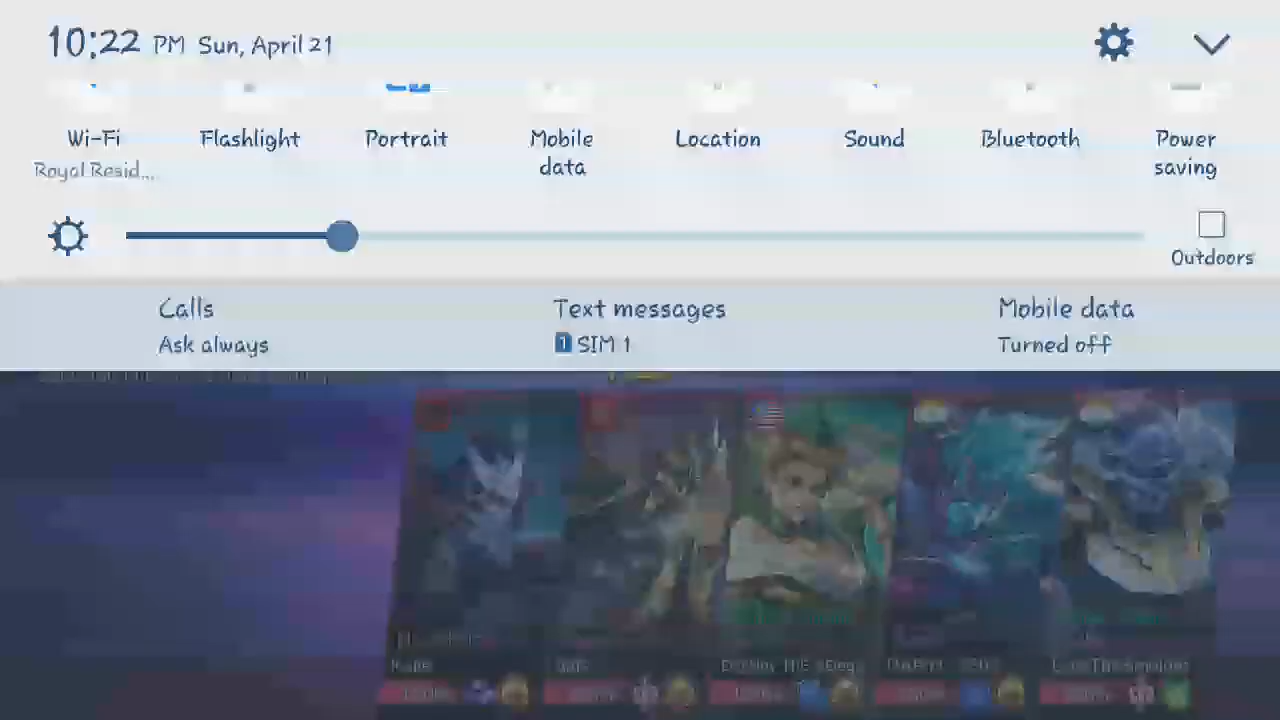 10:22 PM Sun, April 21
Wi-Fi
Royal Resid...
Flashlight
Portrait
Mobile
data
Location
Sound
Bluetooth
Power
saving
Outdoors
Calls
Ask always
Text messages
1 SIM 1
Mobile data
Turned off